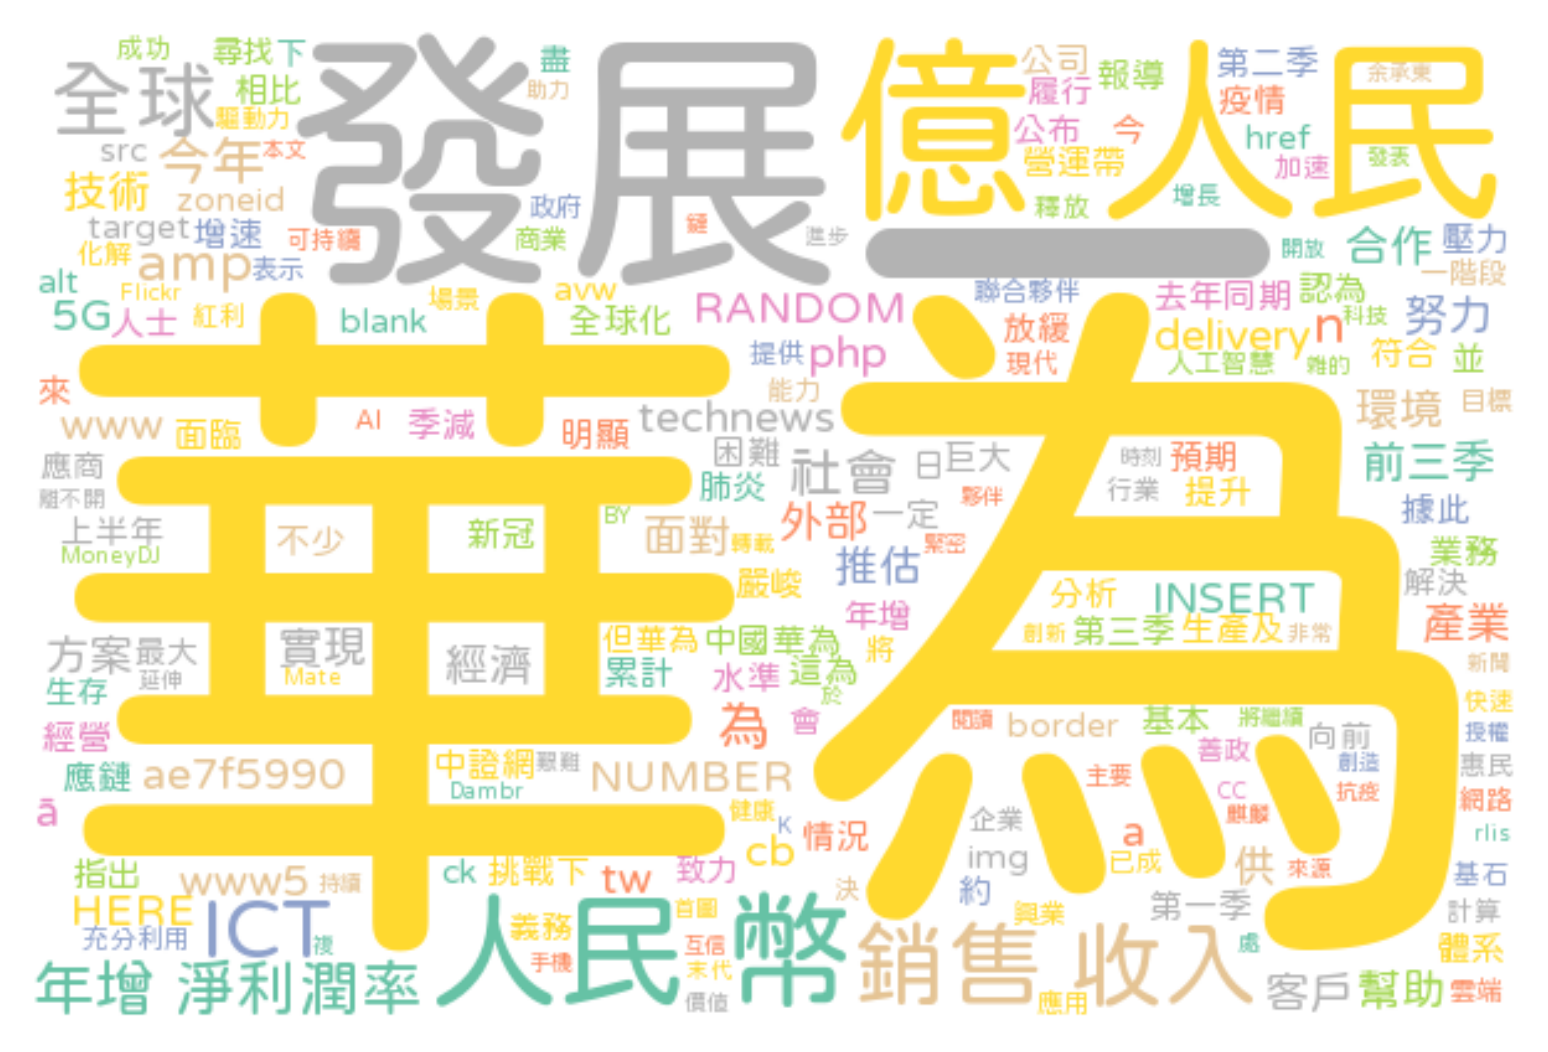 成功
尋找
下
發展
盡
億人民
公司
報導
第二季
余承東
全球
相比
助力
履行
疫情
驅動力
公布
今
href
src
今年
本文
營運帶
加速
發表
技術
zoneid
政府
釋放
增長
target
增速
可持續
商業
鏈
進步
一
開放
合作
壓力
化解
amp
表示
一階段
alt
Flickr
場景
avw
RANDOM
聯合夥伴
去年同期
認為
5G
人士
紅利
blank
全球化
放緩
delivery
n
科技
努力
華為
提供
php
現代
人工智慧
雜的
符合
並
來
能力
環境
目標
www
面臨
AI
季減
明顯
technews
應商
困難
社會
日
巨大
時刻
預期
前三季
離不開
肺炎
夥伴
行業
提升
上半年
不少
新冠
BY
面對
轉載
外部
一定
緊密
據此
MoneyDJ
嚴峻
推估
業務
解決
年增
分析
INSERT
產業
方案
最大
實現
經濟
但華為
中國華為
將
創新
第三季
生產及
非常
延伸
Mate
累計
水準
這為
新聞
生存
於
快速
經營
為
會
閱讀
border
基本
將繼續
授權
善政
向前
應鏈
ae7f5990
中證網
艱難
NUMBER
主要
創造
惠民
ā
Dambr
CC
抗疫
網路
健康
K
情況
企業
a
麒麟
rlis
指出
www5
持續
ck
挑戰下
tw
致力
cb
img
已成
供
來源
基石
HERE
ICT
決
約
第一季
計算
充分利用
複
人民幣
義務
首圖
銷售
興業
收入
處
體系
手機
互信
末代
年增
淨利潤率
價值
應用
客戶
幫助
雲端